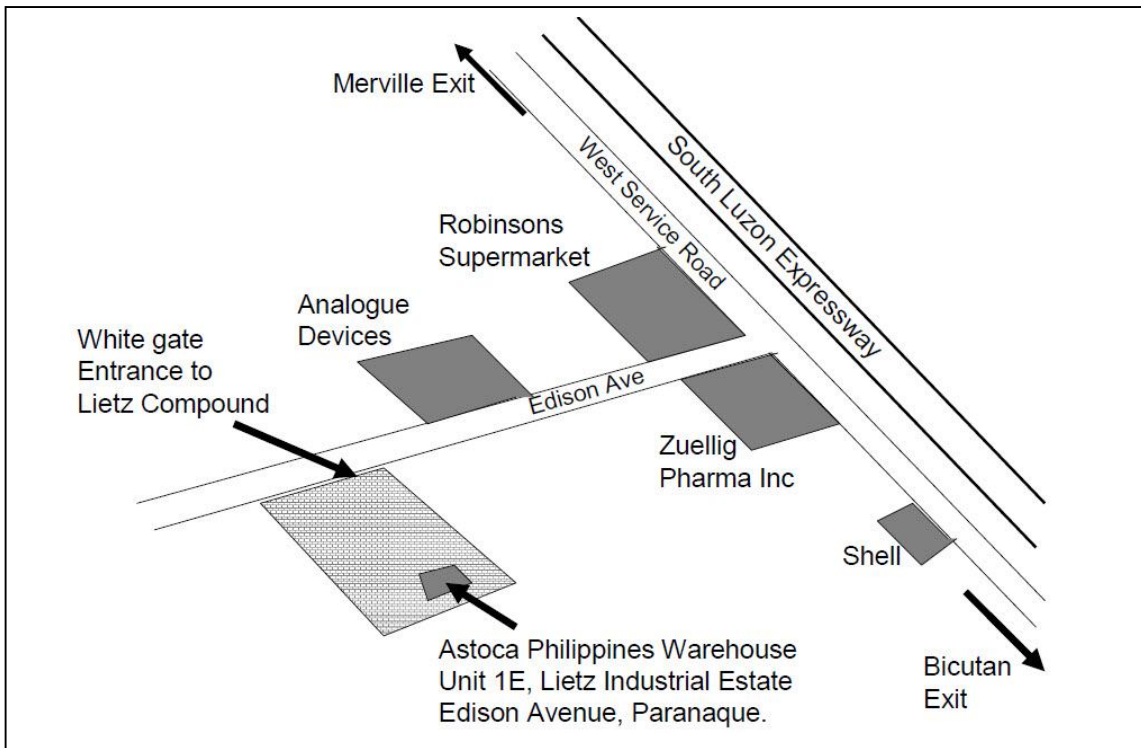 Merville Exit
West Service Road
South Luzon Expressway
Robinsons
Supermarket
Analogue
Devices
White gate
Entrance to
Lietz Compound
Edison Ave
Zuellig
Pharma Inc
Shell
Astoca Philippines Warehouse
Unit 1E, Lietz Industrial Estate
Edison Avenue, Paranaque.
Bicutan
Exit